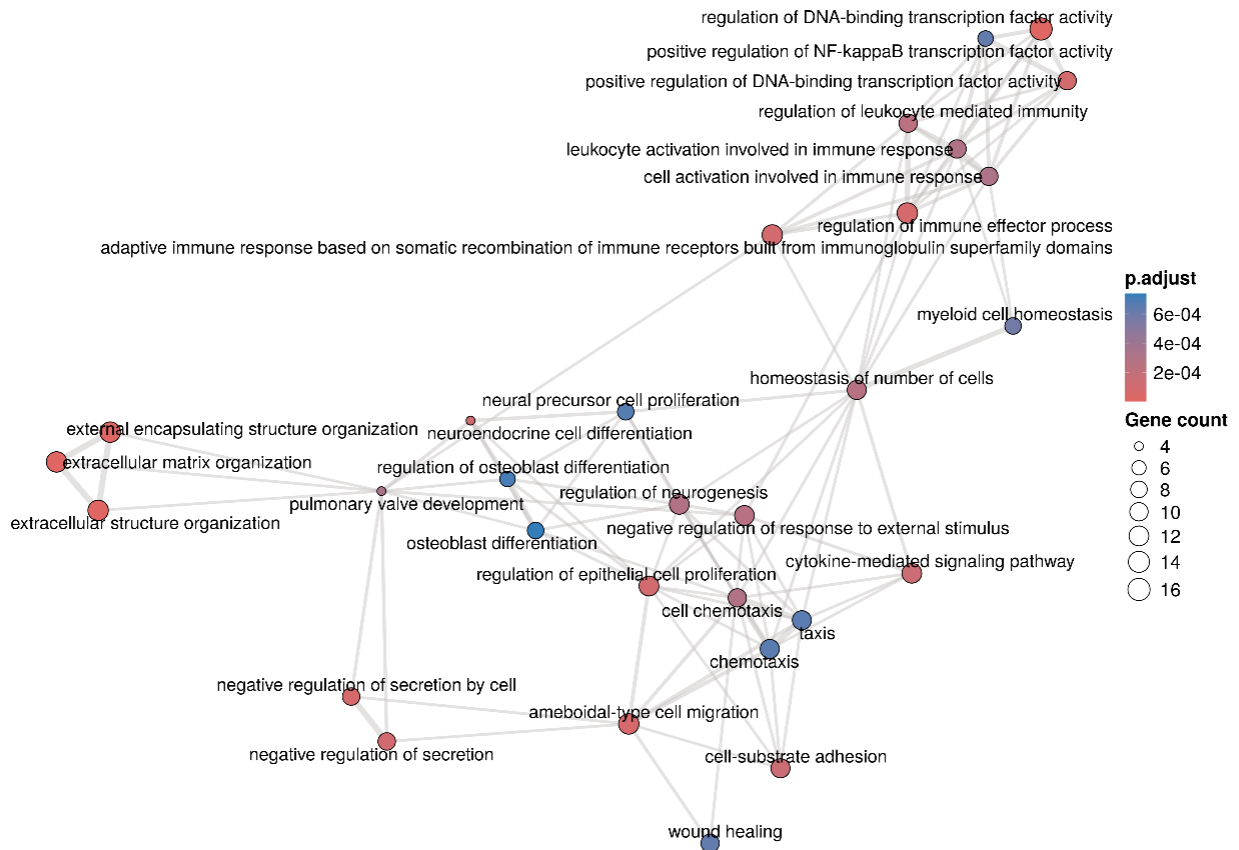 regulation of DNA-binding transcription factor activity
positive regulation of NF-kappaB transcription factor activity
positive regulation of DNA-binding transcription factor activity
regulation of leukocyte mediated immunity
leukocyte activation involved in immune response
cell activation involved in immune response
regulation of immune effector process
adaptive immune response based on somatic recombination of immune receptors built from immunoglobulin superfamily domains
myeloid cell homeostasis
homeostasis of number of cells
neural precursor cell proliferation
external encapsulating structure organization
neuroendocrine cell differentiation
extracellular matrix organization
regulation of osteoblast differentiation
regulation of neurogenesis
pulmonary valve development
extracellular structure organization
negative regulation of response to external stimulus
osteoblast differentiation
cytokine-mediated signaling pathway
regulation of epithelial cell proliferation
cell chemotaxis
taxis
chemotaxis
negative regulation of secretion by cell
ameboidal-type cell migration
negative regulation of secretion
cell-substrate adhesion
wound healing
p.adjust
6e-04
4e-04
2e-04
Gene count
4
6
8
10
12
14
16